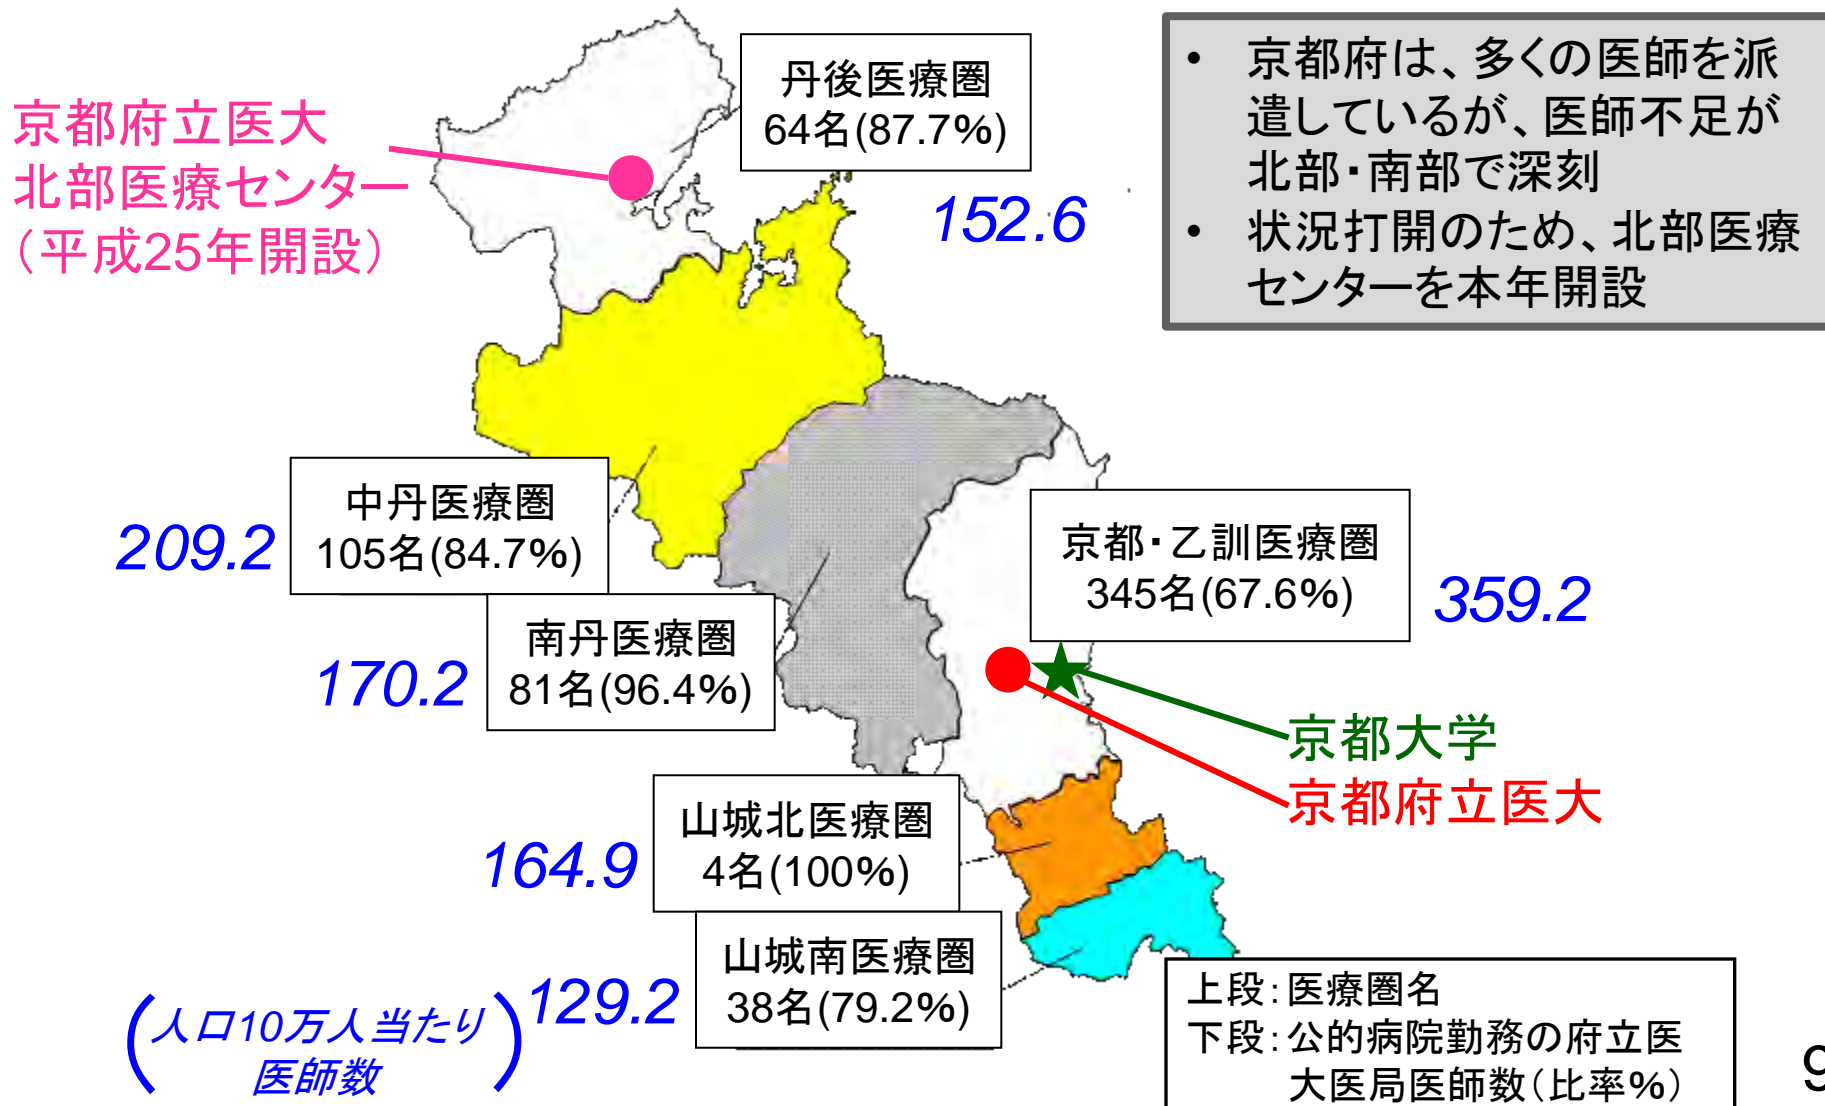 京都府立医大
北部医療センター
（平成25年開設）
丹後医療圏
64名(87.7%)
152.6
• 京都府は、多くの医師を派
遣しているが、医師不足が
北部・南部で深刻
• 状況打開のため、北部医療
センターを本年開設
中丹医療圏
105名(84.7%)
209.2
南丹医療圏
81名(96.4%)
170.2
京都・乙訓医療圏
345名(67.6%)
359.2
京都大学
京都府立医大
山城北医療圏
4名(100%)
164.9
山城南医療圏
38名(79.2%)
129.2
(人口10万人当たり
医師数)
上段：医療圏名
下段：公的病院勤務の府立医
大医局医師数（比率%）
9